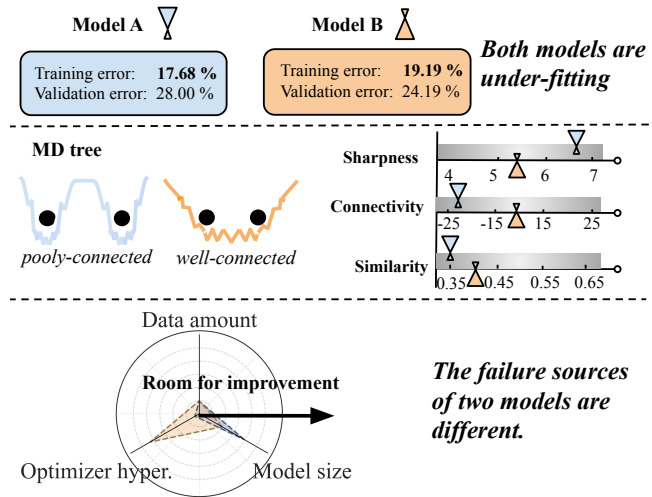 Model A
Model B
Training error: 17.68 %
Validation error: 28.00 %
Training error: 19.19 %
Validation error: 24.19 %
Both models are
under-fitting
MD tree
pooly-connected
well-connected
Sharpness
4 5 6 7
Connectivity
-25 -15 15 25
Similarity
0.35 0.45 0.55 0.65
Data amount
Room for improvement
Optimizer hyper.
Model size
The failure sources
of two models are
different.